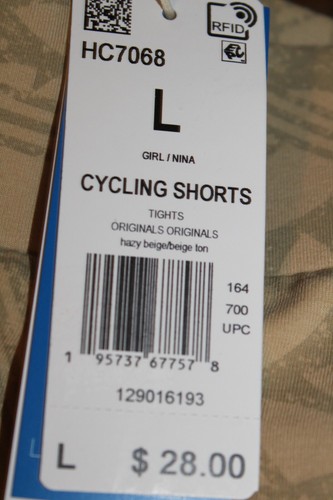 RFID
HC7068
L
GIRL / NINA
CYCLING SHORTS
TIGHTS
ORIGINALS ORIGINALS
hazy beige/beige ton
164
700
UPC
1 95737 67757 8
129016193
L
L $ 28.00